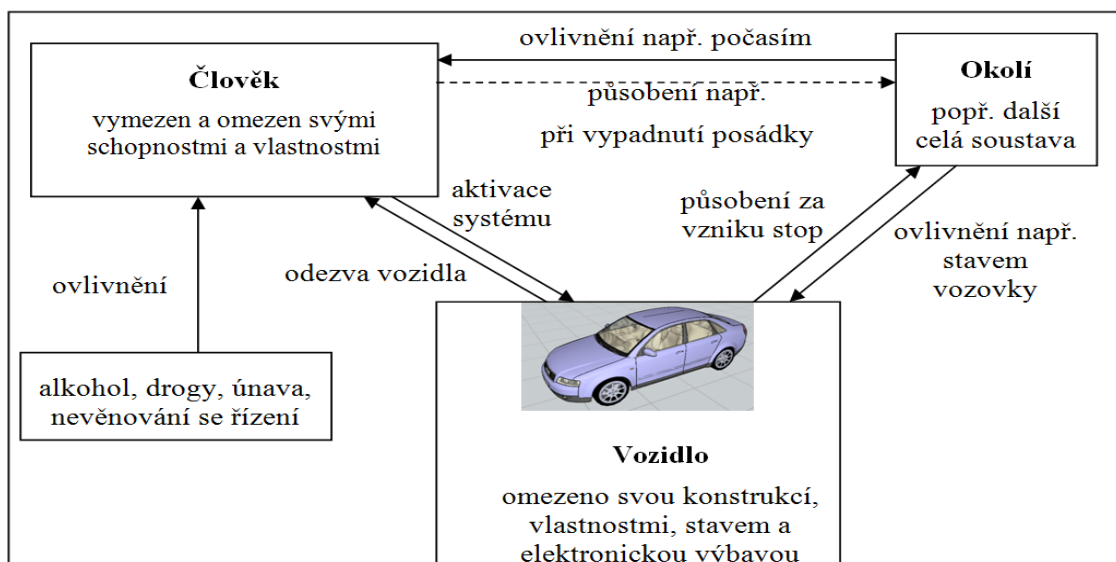 ovlivnění např. počasím
Člověk
vymezen a omezen svými
schopnostmi a vlastnostmi
působení např.
při vypadnutí posádky
Okolí
popř. další
celá soustava
aktivace
systému
odezva vozidla
působení za
vzniku stop
ovlivnění např.
stavem
vozovky
ovlivnění
alkohol, drogy, únava,
nevěnování se řízení
Vozidlo
omezeno svou konstrukcí,
vlastnostmi, stavem a
elektronickou výbavou